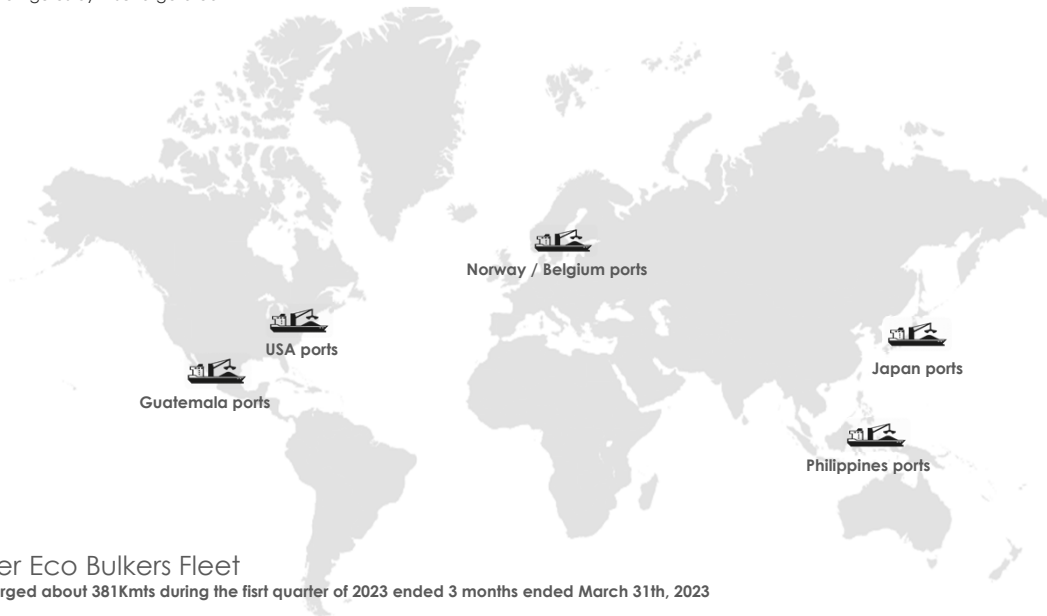 Norway / Belgium ports
USA ports
Japan ports
Guatemala ports
Philippines ports
er Eco Bulkers Fleet
rged about 381Kmts during the fisrt quarter of 2023 ended 3 months ended March 31th, 2023